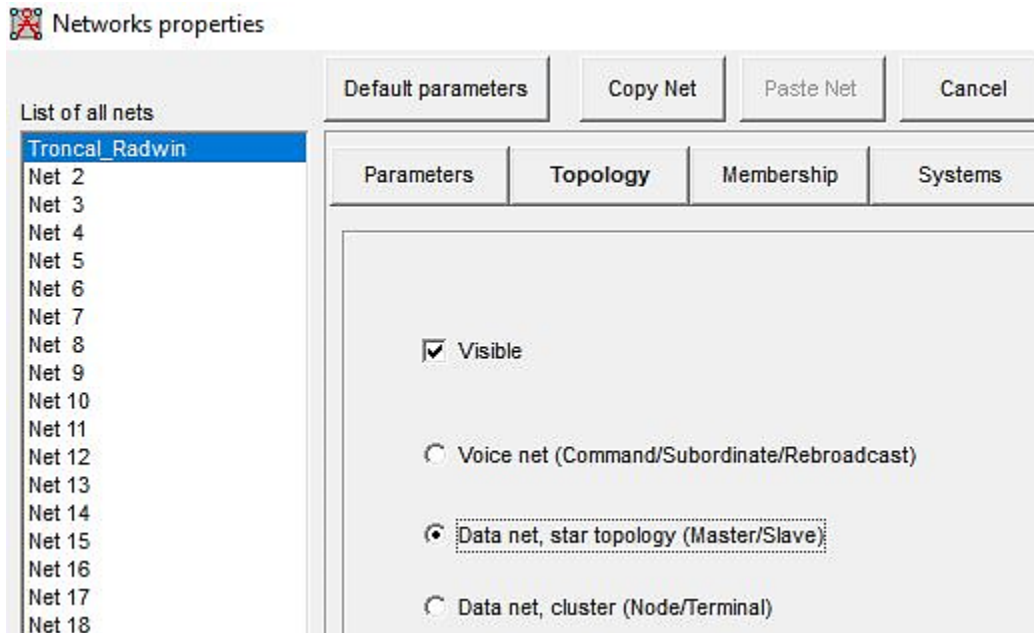 Networks properties
Default parameters Copy Net Paste Net Cancel
List of all nets
Troncal_Radwin
Net 2
Net 3
Net 4
Net 5
Net 6
Net 7
Net 8
Net 9
Net 10
Net 11
Net 12
Net 13
Net 14
Net 15
Net 16
Net 17
Net 18
Parameters Topology Membership Systems
Visible
Voice net (Command/Subordinate/Rebroadcast)
Data net, star topology (Master/Slave)
Data net, cluster (Node/Terminal)